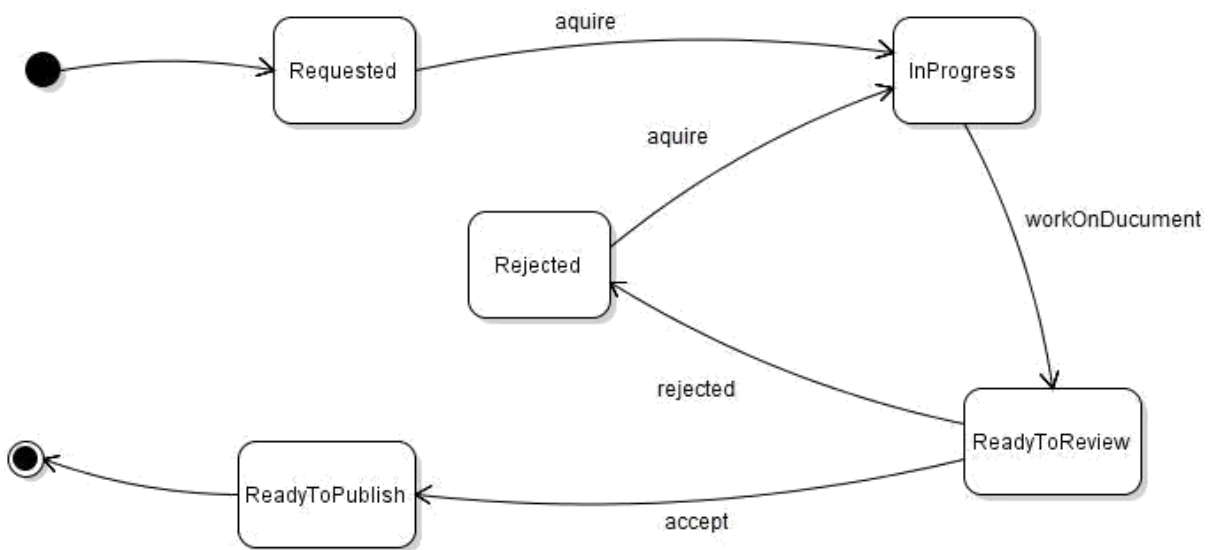 aquire
Requested
InProgress
aquire
workOnDucument
Rejected
rejected
ReadyToReview
ReadyToPublish
accept